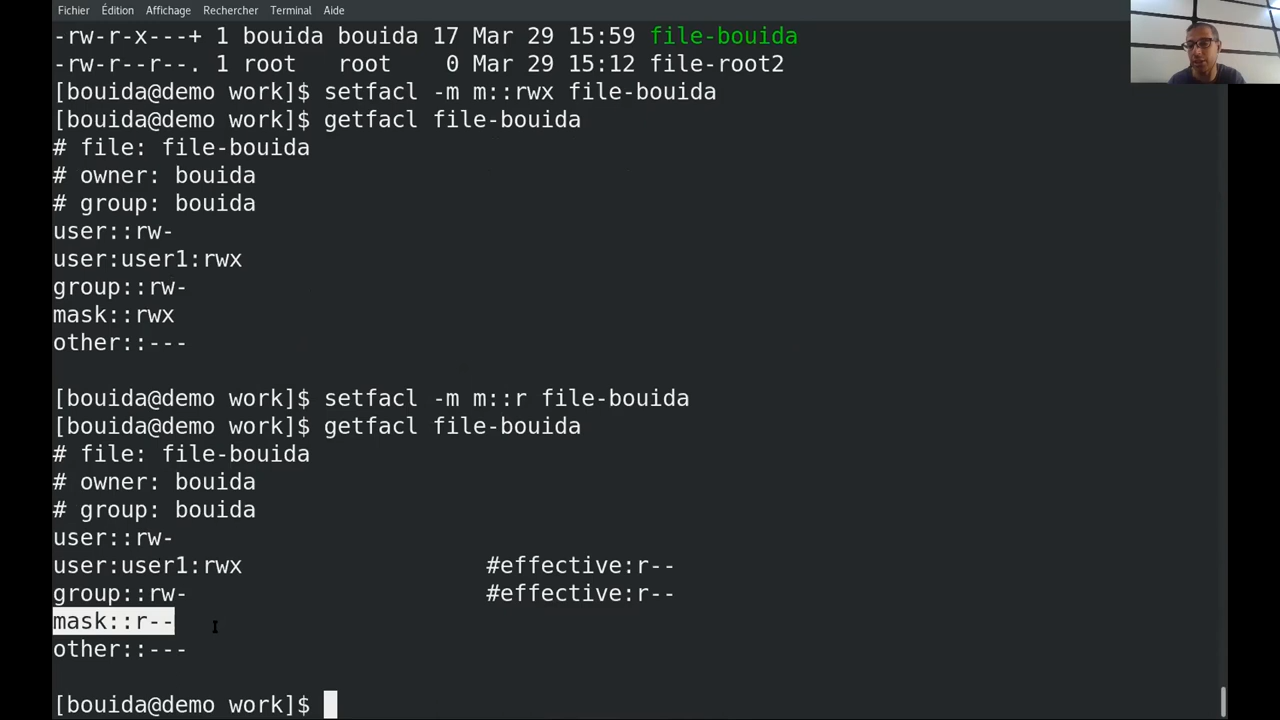 Fichier Édition Affichage Rechercher Terminal Aide
-rw-r-x---+ 1 bouida bouida 17 Mar 29 15:59 file-bouida
-rw-r--r--. 1 root   root    0 Mar 29 15:12 file-root2
[bouida@demo work]$ setfacl -m m::rwx file-bouida
[bouida@demo work]$ getfacl file-bouida
# file: file-bouida
# owner: bouida
# group: bouida
user::rw-
user:user1:rwx
group::rw-
mask::rwx
other::---
[bouida@demo work]$ setfacl -m m::r file-bouida
[bouida@demo work]$ getfacl file-bouida
# file: file-bouida
# owner: bouida
# group: bouida
user::rw-
user:user1:rwx                  #effective:r--
group::rw-                      #effective:r--
mask::r--
other::---
[bouida@demo work]$